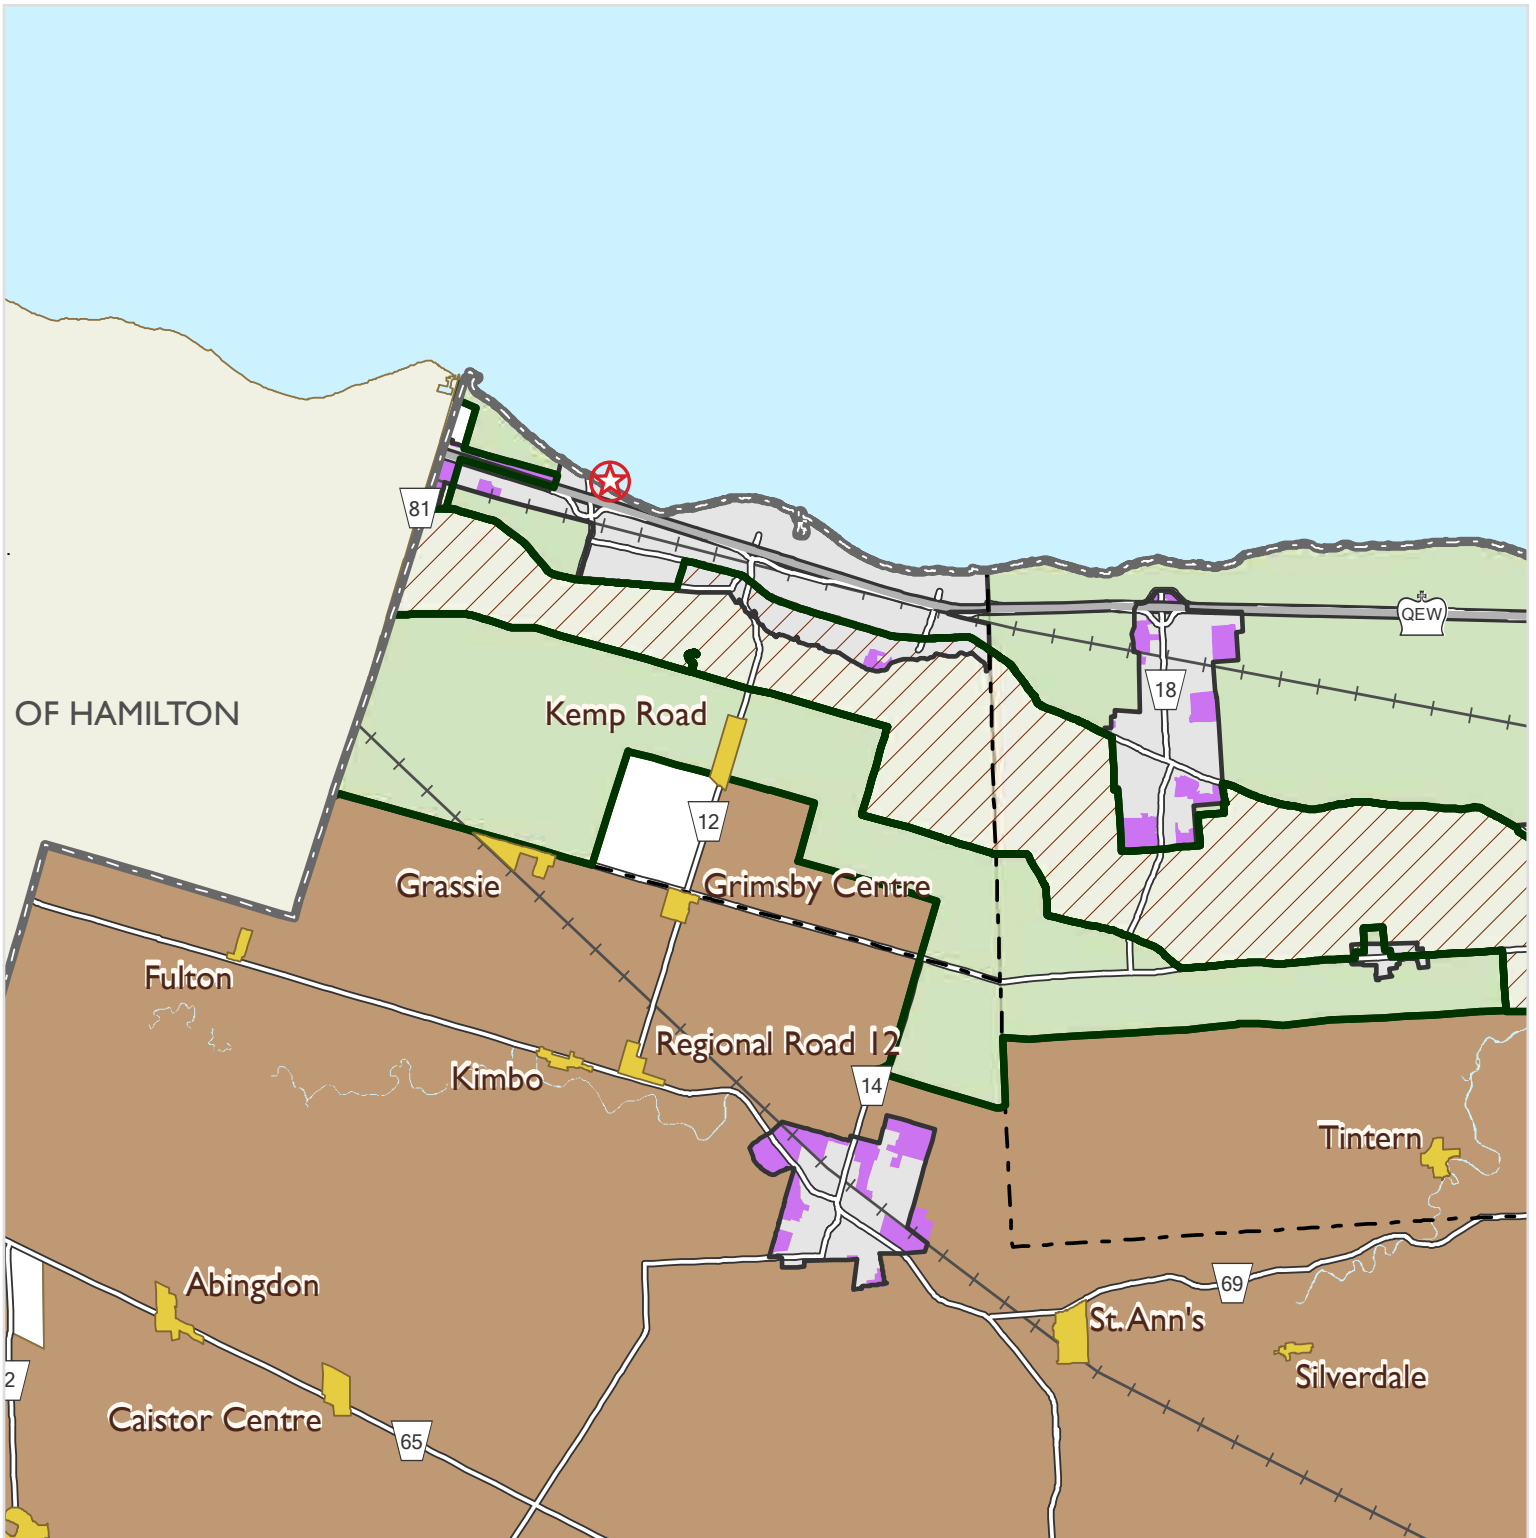 81
QEW
18
OF HAMILTON
Kemp Road
12
Grassie
Grimsby Centre
Fulton
Regional Road 12
Kimbo
14
Tintern
Abingdon
69
St. Ann's
2
Silverdale
Caistor Centre
65